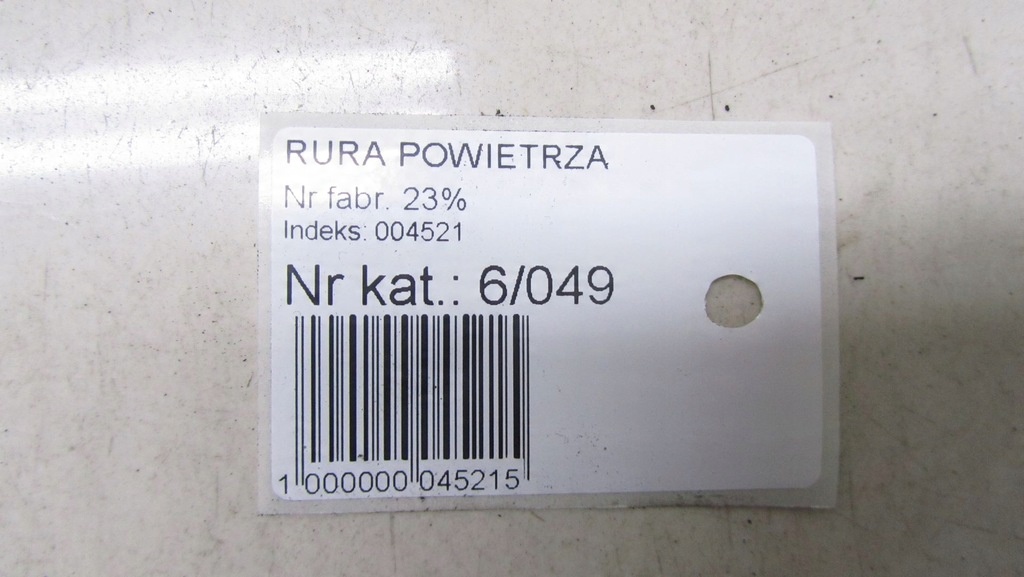 RURA POWIETRZA
Nr fabr. 23%
Indeks: 004521
Nr kat.: 6/049
1 000000 045215